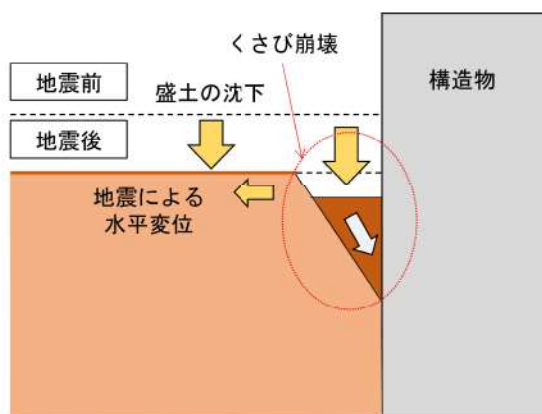 くさび崩壊
構造物
地震前
盛土の沈下
地震後
地震による
水平変位